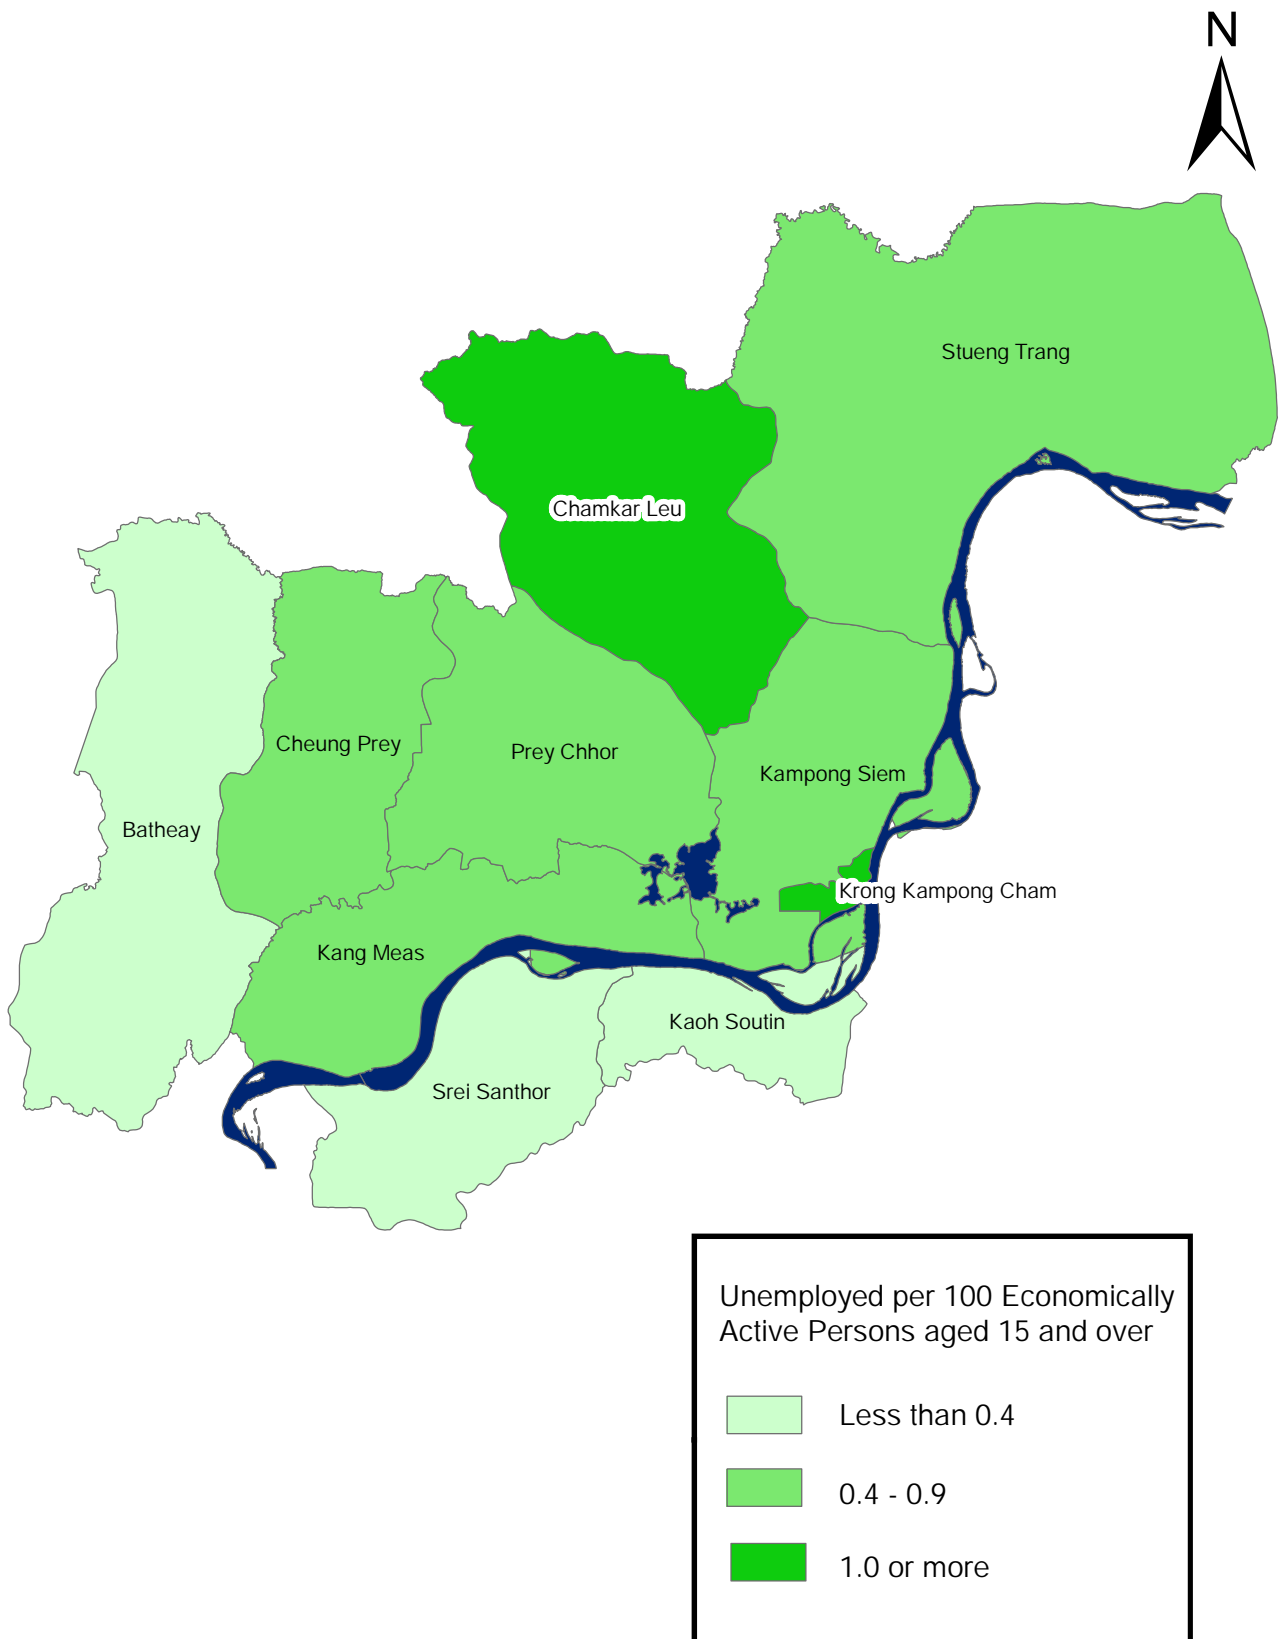 N
Stueng Trang
Chamkar Leu
Cheung Prey
Prey Chhor
Kampong Siem
Batheay
Krong Kampong Cham
Kang Meas
Kaoh Soutin
Srei Santhor
Unemployed per 100 Economically
Active Persons aged 15 and over
Less than 0.4
0.4 - 0.9
1.0 or more